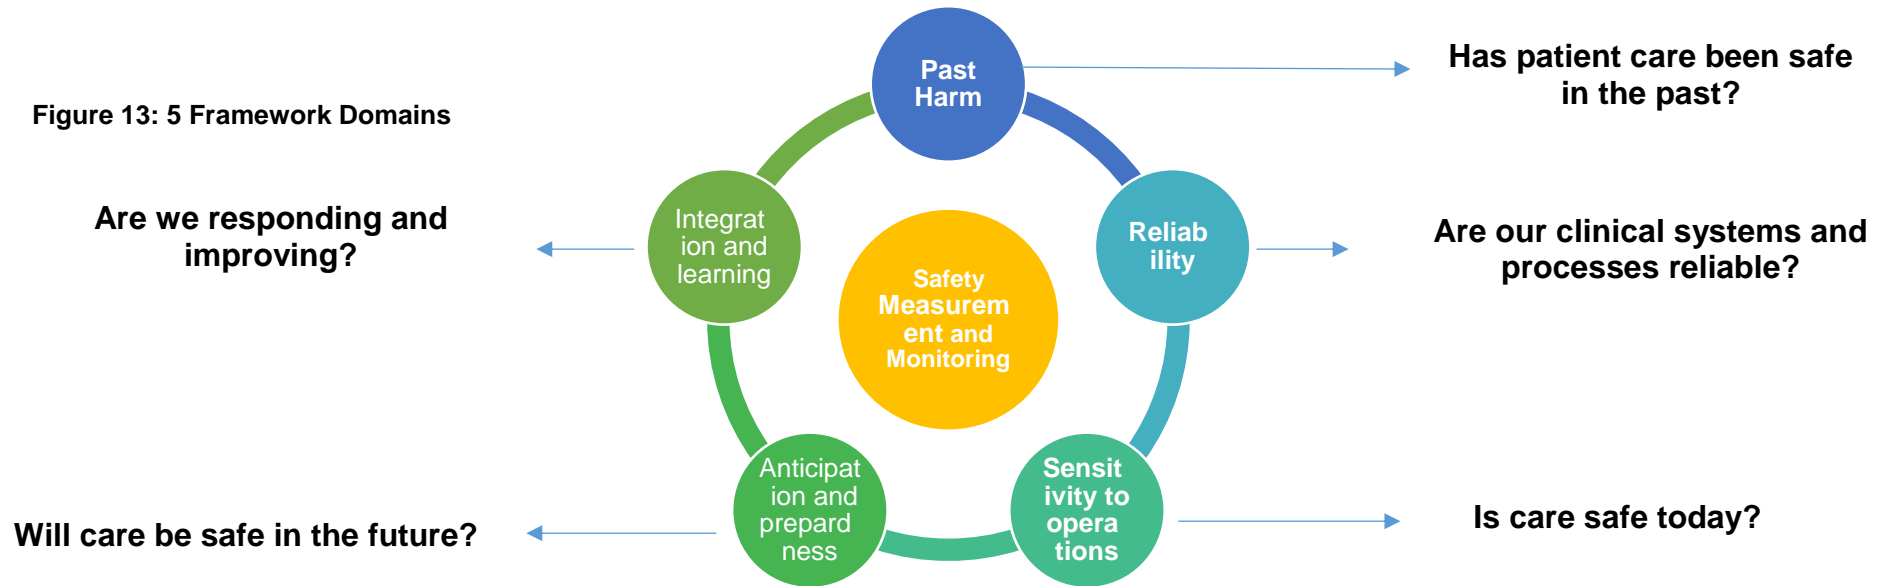 Figure 13: 5 Framework Domains
Past
Harm
Has patient care been safe
in the past?
Reliab
ility
Are our clinical systems and
processes reliable?
Sensit
ivity to
opera
tions
Is care safe today?
Anticipat
ion and
prepard
ness
Will care be safe in the future?
Integrat
ion and
learning
Are we responding and
improving?
Safety
Measurem
ent and
Monitoring